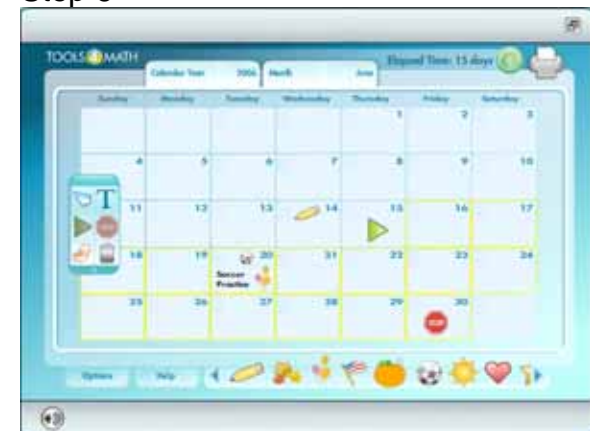 TOOLS 4 MATH
Calendar Year 2006 Month June
Elapsed Time: 15 days
Sunday Monday Tuesday Wednesday Thursday Friday Saturday
1 2 3
4 5 6 7 8 9 10
T
11 12 13 14 15 16 17
18 19 20 21 22 23 24
Soccer
Practice
25 26 27 28 29 30
STOP
Options Help